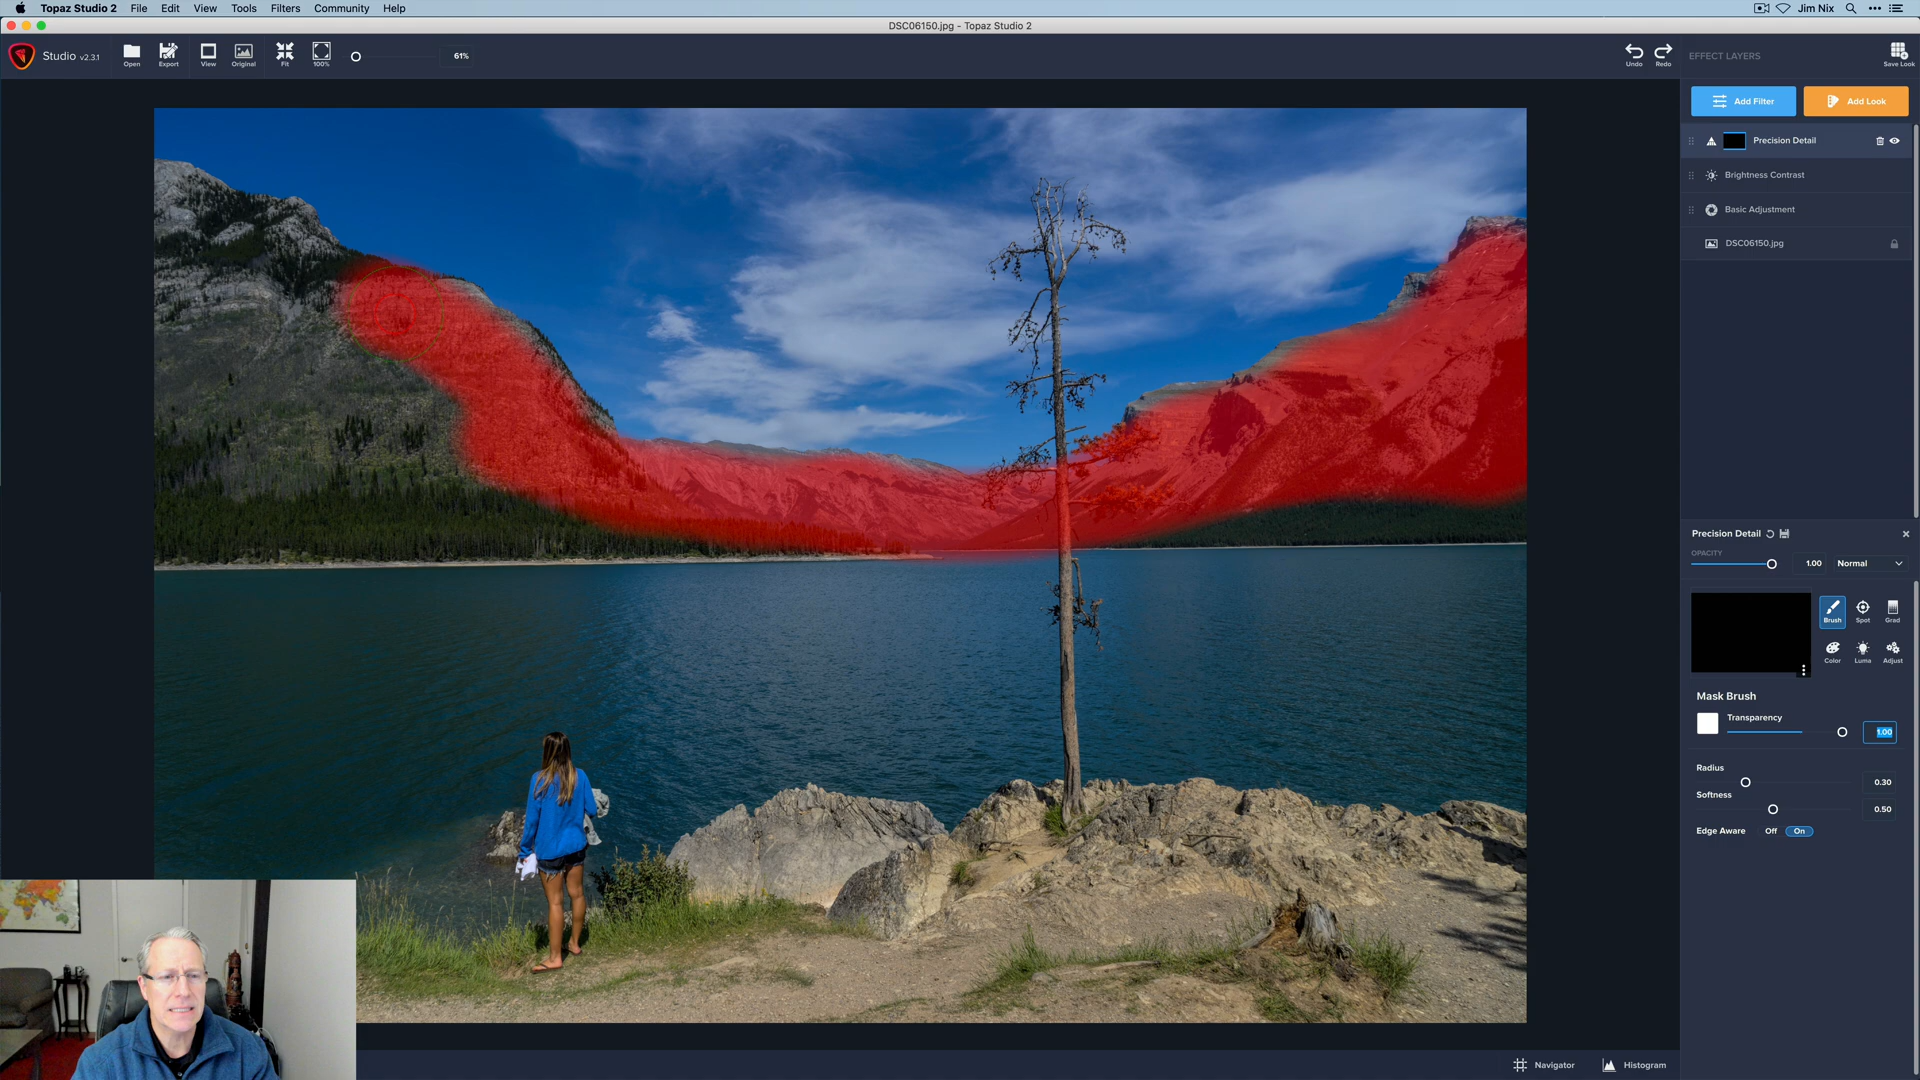 Topaz Studio 2 File Edit View Tools Filters Community Help Jim Nix
DSC06150.jpg - Topaz Studio 2
Studio v2.3.1
Open
Export
View
Original
Fit
100%
61%
Undo
Redo
EFFECT LAYERS
Save Look
Add Filter
Add Look
Precision Detail
Brightness Contrast
Basic Adjustment
DSC06150.jpg
Precision Detail
OPACITY
1.00
Normal
Brush
Spot
Grad
Color
Luma
Adjust
Mask Brush
Transparency
1.00
Radius
0.30
Softness
0.50
Edge Aware Off On
Navigator
Histogram